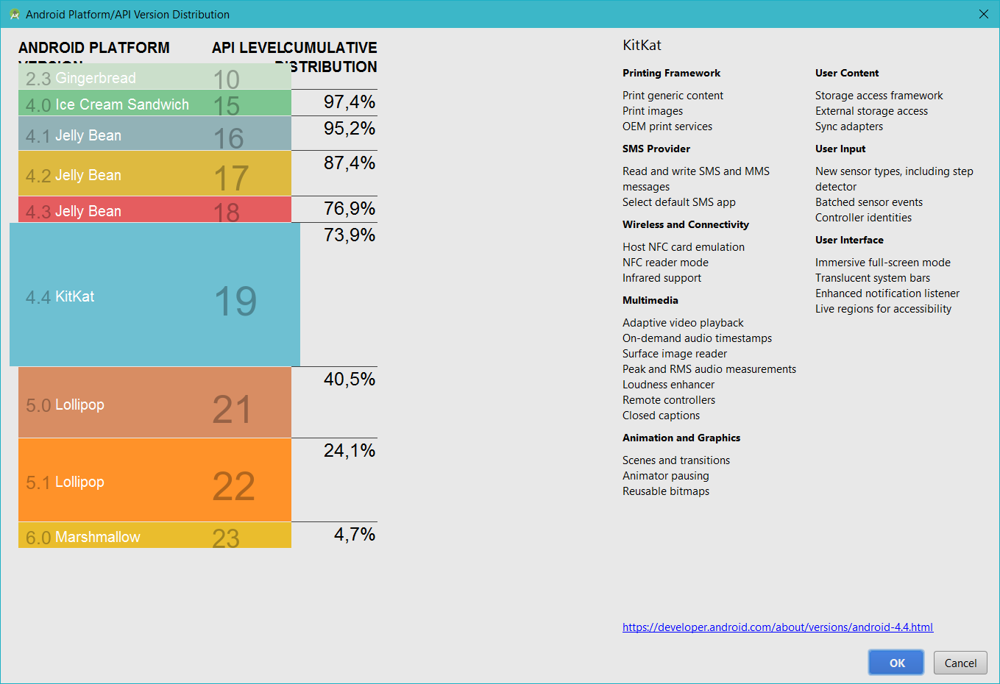 Android Platform/API Version Distribution
ANDROID PLATFORM
API LEVEL
CUMULATIVE
DISTRIBUTION
2.3 Gingerbread 10
4.0 Ice Cream Sandwich 15 97,4%
4.1 Jelly Bean 16 95,2%
4.2 Jelly Bean 17 87,4%
4.3 Jelly Bean 18 76,9%
4.4 KitKat 19 73,9%
5.0 Lollipop 21 40,5%
5.1 Lollipop 22 24,1%
6.0 Marshmallow 23 4,7%
KitKat
Printing Framework
Print generic content
Print images
OEM print services
SMS Provider
Read and write SMS and MMS
messages
Select default SMS app
Wireless and Connectivity
Host NFC card emulation
NFC reader mode
Infrared support
Multimedia
Adaptive video playback
On-demand audio timestamps
Surface image reader
Peak and RMS audio measurements
Loudness enhancer
Remote controllers
Closed captions
Animation and Graphics
Scenes and transitions
Animator pausing
Reusable bitmaps
User Content
Storage access framework
External storage access
Sync adapters
User Input
New sensor types, including step
detector
Batched sensor events
Controller identities
User Interface
Immersive full-screen mode
Translucent system bars
Enhanced notification listener
Live regions for accessibility
https://developer.android.com/about/versions/android-4.4.html
OK
Cancel